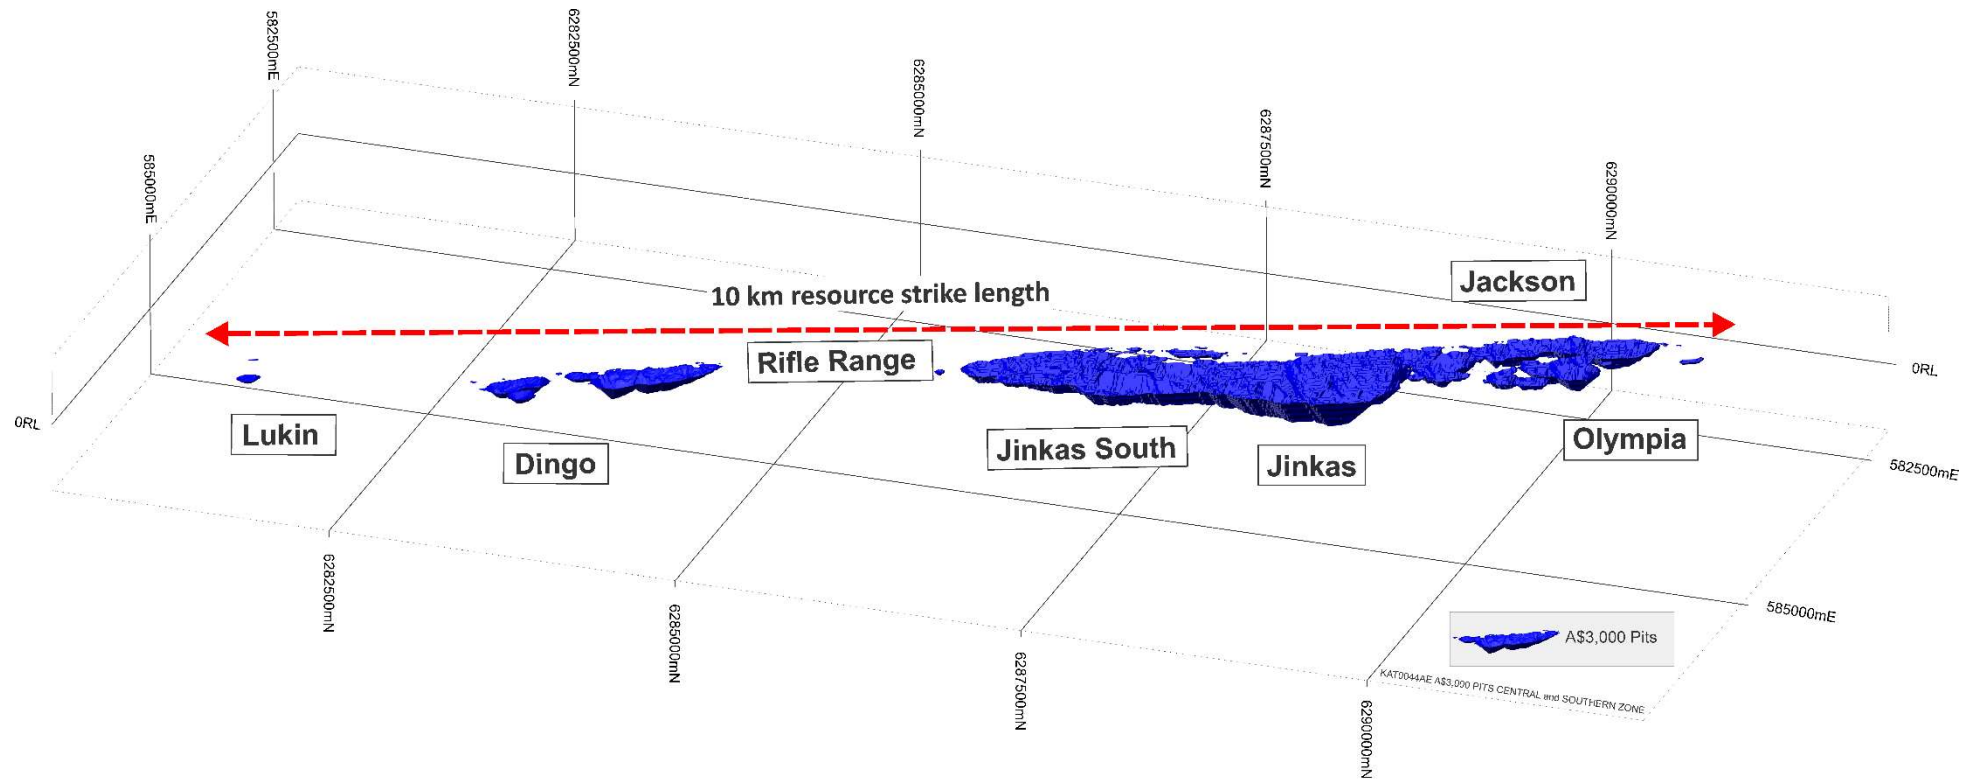 582500mE
6282500mN
6285000mN
6287500mN
6290000mN
585000mE
Jackson
10 km resource strike length
Rifle Range
0RL
0RL
Lukin
Dingo
Jinkas South
Jinkas
Olympia
582500mE
585000mE
6282500mN
6285000mN
6287500mN
6290000mN
A$3,000 Pits
KAT0044AE A$3,000 PITS CENTRAL and SOUTHERN ZONE